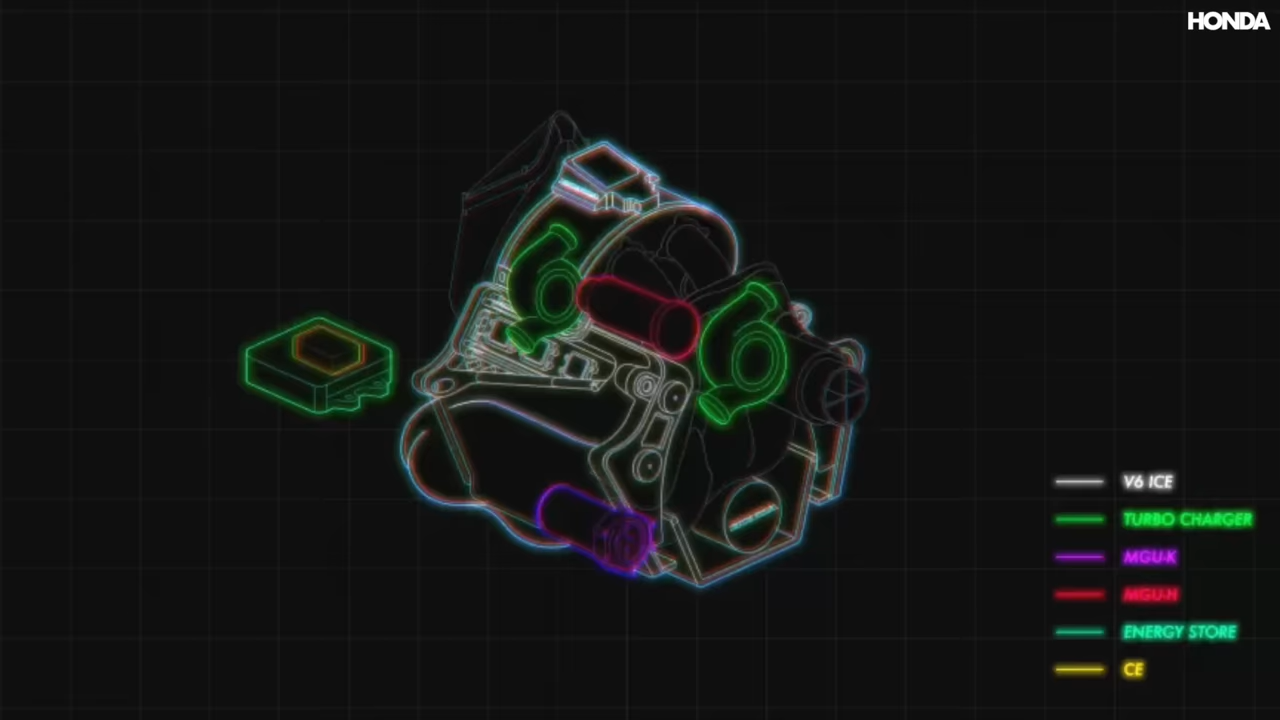 HONDA
V6 ICE
TURBO CHARGER
MGU-K
MGU-H
ENERGY STORE
CE